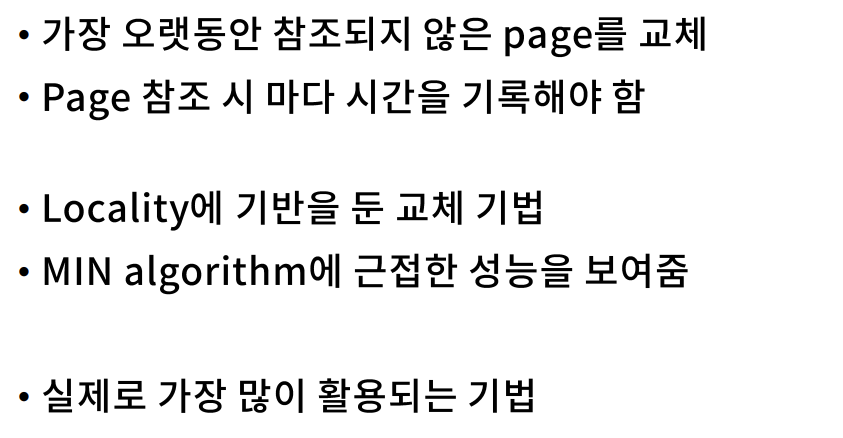 • 가장 오랫동안 참조되지 않은 page를 교체
• Page 참조 시 마다 시간을 기록해야 함
• Locality에 기반을 둔 교체 기법
• MIN algorithm에 근접한 성능을 보여줌
• 실제로 가장 많이 활용되는 기법